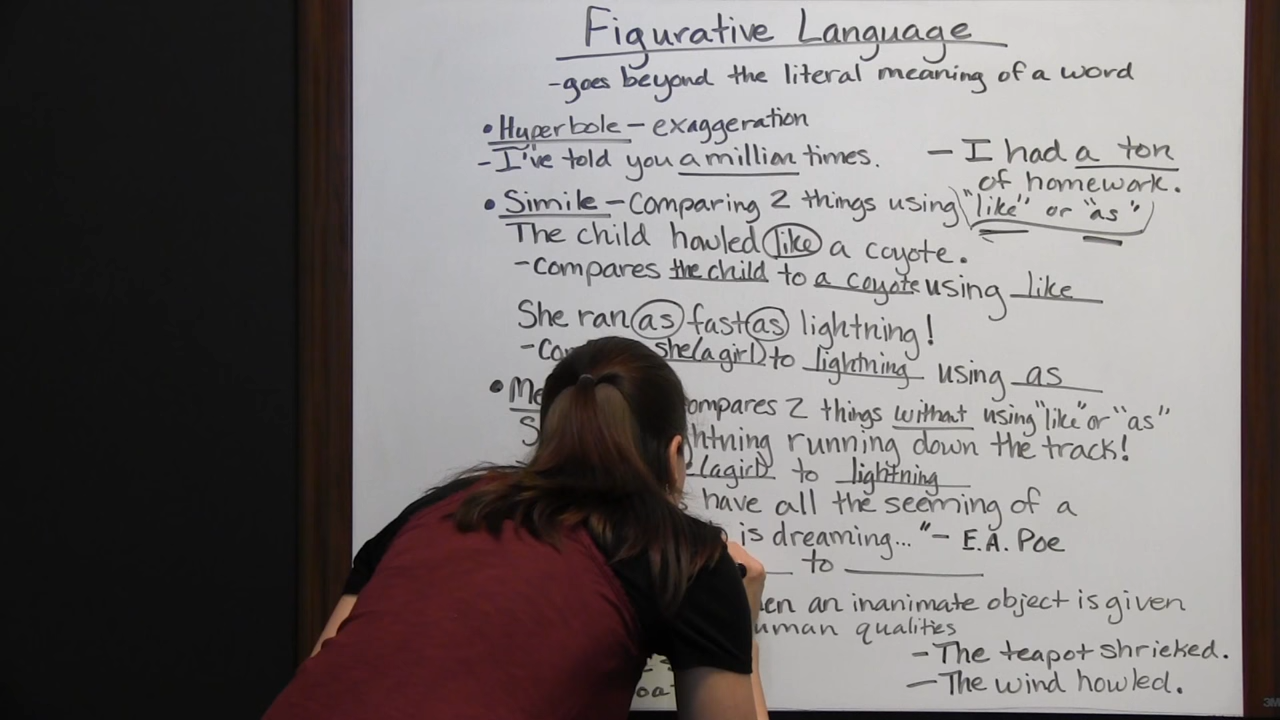 Figurative Language
-goes beyond the literal meaning of a word
• Hyperbole - exaggeration
- I've told you a million times.
- I had a ton
of homework.
• Simile - Comparing 2 things using "like" or "as"
The child howled like a coyote.
- Compares the child to a coyote using like
She ran as fast as lightning!
she (a girl) to lightning using as
compares 2 things without using "like" or "as"
running down the track!
(a girl) to lightning
have all the seeming of a
is dreaming..." - E.A. Poe
to
an inanimate object is given
qualities
- The teapot shrieked.
- The wind howled.
3M